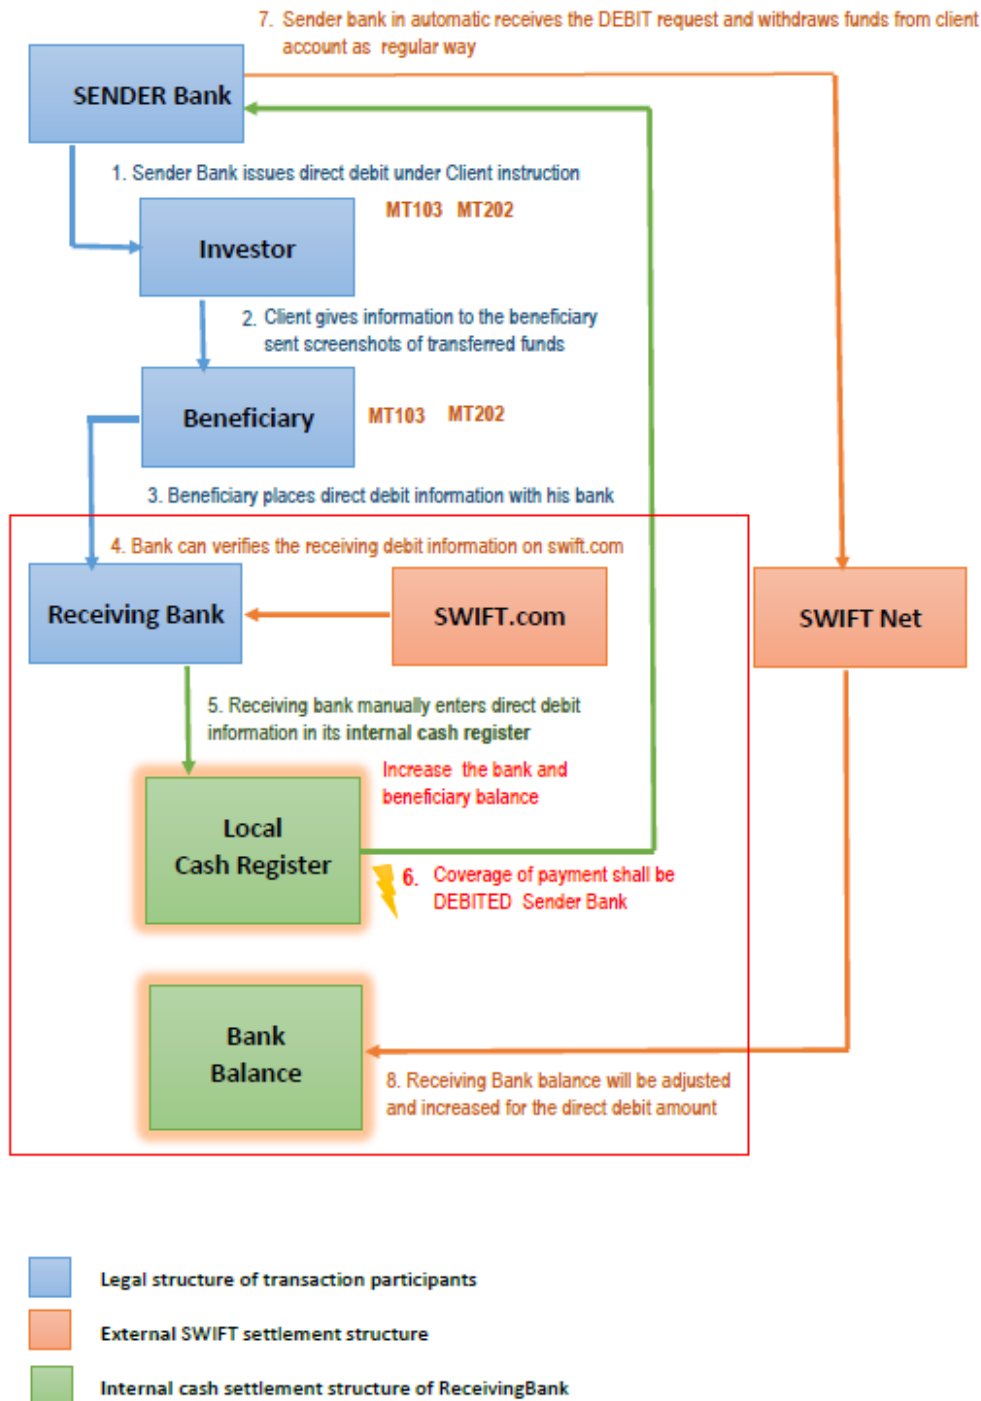 7. Sender bank in automatic receives the DEBIT request and withdraws funds from client
account as regular way
SENDER Bank
1. Sender Bank issues direct debit under Client instruction
MT103 MT202
Investor
2. Client gives information to the beneficiary
sent screenshots of transferred funds
Beneficiary
MT103 MT202
3. Beneficiary places direct debit information with his bank
4. Bank can verifies the receiving debit information on swift.com
Receiving Bank
SWIFT.com
SWIFT Net
5. Receiving bank manually enters direct debit
information in its internal cash register
Increase the bank and
beneficiary balance
Local
Cash Register
6. Coverage of payment shall be
DEBITED Sender Bank
Bank
Balance
8. Receiving Bank balance will be adjusted
and increased for the direct debit amount
Legal structure of transaction participants
External SWIFT settlement structure
Internal cash settlement structure of ReceivingBank